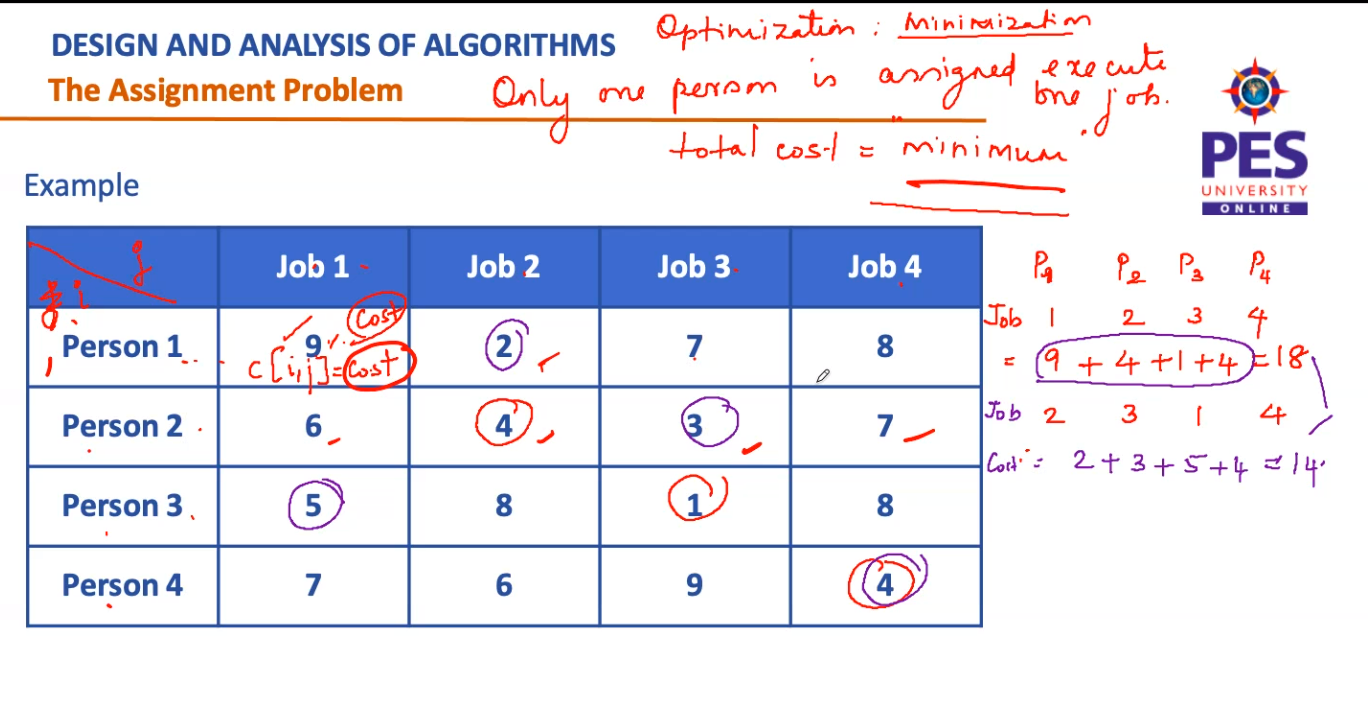 Optimization : Minimization
DESIGN AND ANALYSIS OF ALGORITHMS
The Assignment Problem
Only one person is assigned execute
one job.
total cost = minimum
PES
UNIVERSITY
ONLINE
Example
j Job 1 Job 2 Job 3 Job 4
i
Person 1 9 cost 2 7 8
c[i,j]=cost
Person 2 6 4 3 7
Person 3 5 8 1 8
Person 4 7 6 9 4
P1 P2 P3 P4
Job 1 2 3 4
= 9 + 4 + 1 + 4 = 18
Job 2 3 1 4
Cost = 2 + 3 + 5 + 4 = 14